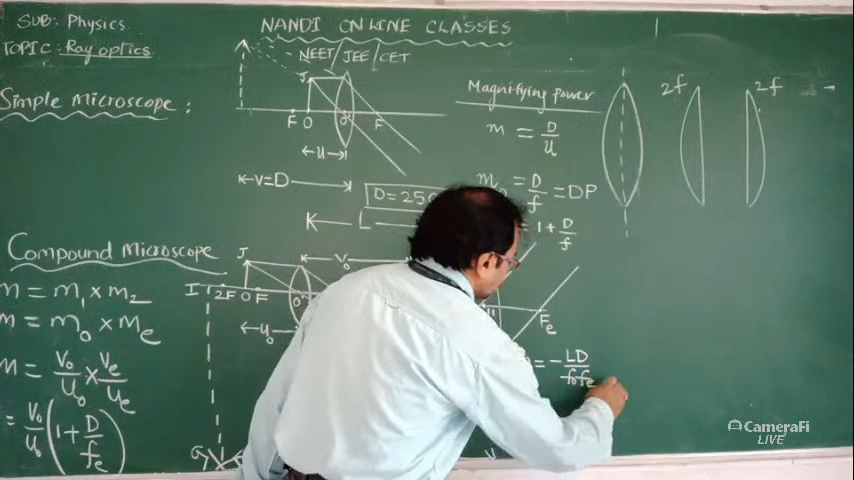 SUB: Physics
TOPIC: Ray optics
NANDI ONLINE CLASSES
NEET/JEE/CET
Simple Microscope:
J
F O O' F
←u→
←v=D→
D=25
K← L
Magnifying power
m = D/u
m = D/f = DP
= 1+ D/f
2f 2f
Compound Microscope
m = m₁ × m₂
m = m₀ × mₑ
m = v₀/u₀ × vₑ/uₑ
= v₀/u₀ (1+ D/fₑ)
J
v₀
I 2F O F O'
←u₀
Fₑ
= - LD/f₀fₑ
G
CameraFi
LIVE